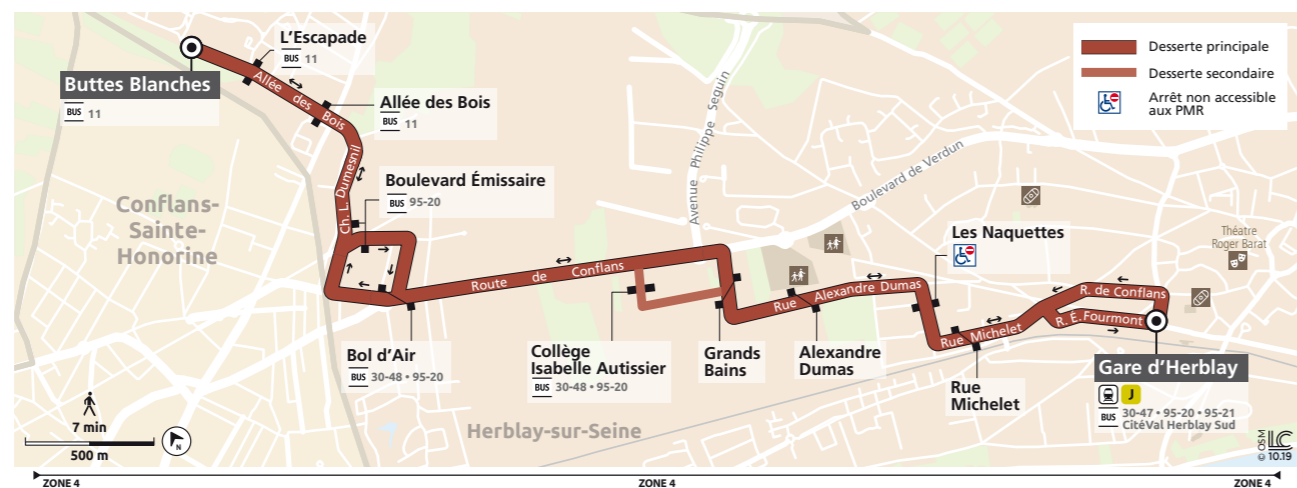 L'Escapade
BUS 11
Buttes Blanches
BUS 11
Allée des Bois
Allée des Bois
BUS 11
Ch. L. Dumesnil
Boulevard Émissaire
BUS 95-20
Conflans-
Sainte-
Honorine
Route de Conflans
Avenue Philippe Seguin
Boulevard de Verdun
Desserte principale
Desserte secondaire
Arrêt non accessible
aux PMR
Les Naquettes
Théatre
Roger Barat
Rue Alexandre Dumas
R. de Conflans
R. É. Fourmont
Rue Michelet
Bol d'Air
BUS 30-48 • 95-20
Collège
Isabelle Autissier
BUS 30-48 • 95-20
Grands
Bains
Alexandre
Dumas
Rue
Michelet
Gare d'Herblay
J
BUS 30-47 • 95-20 • 95-21
CitéVal Herblay Sud
Herblay-sur-Seine
7 min
500 m
N
© OSM LC 10.19
ZONE 4
ZONE 4
ZONE 4